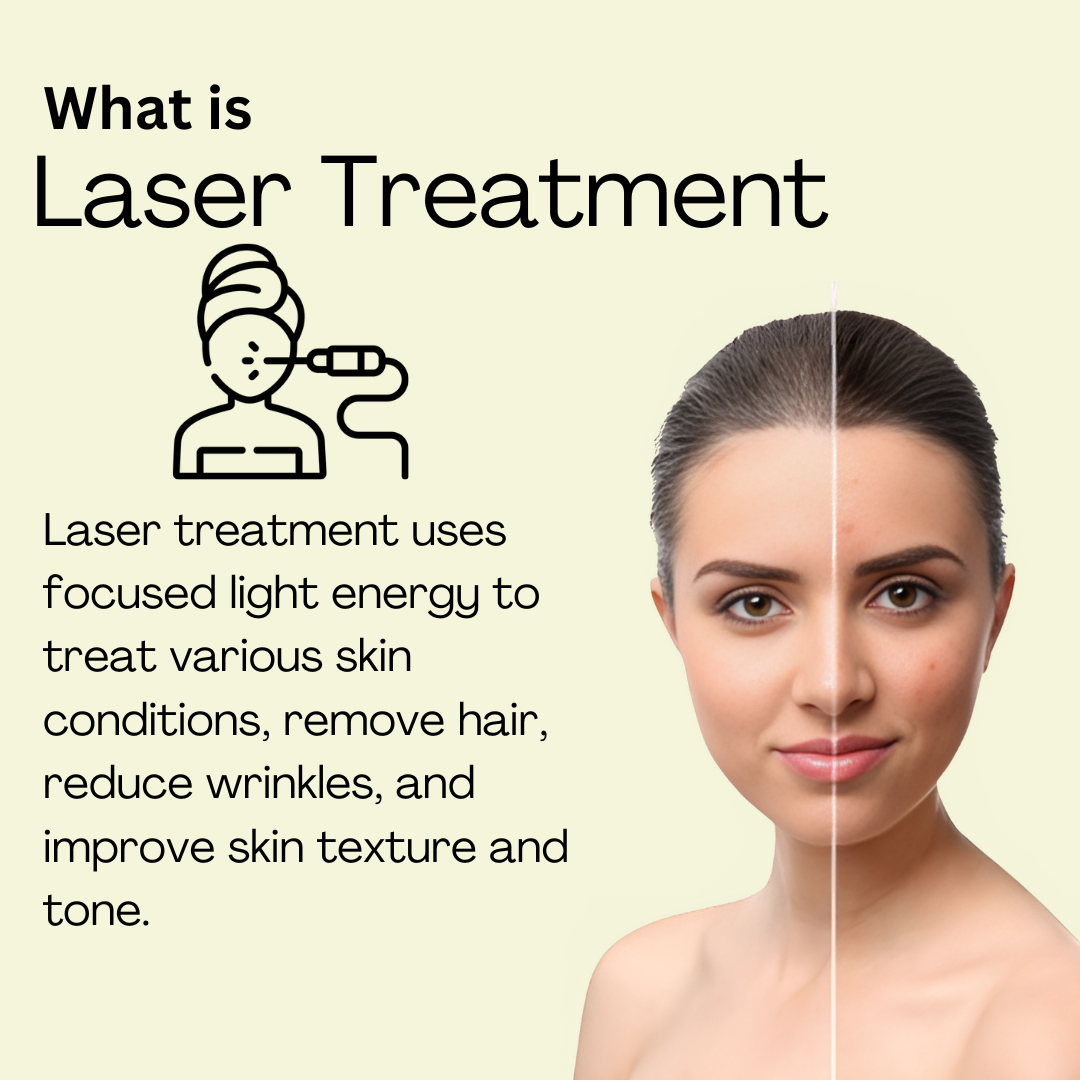 What is
Laser Treatment
Laser treatment uses
focused light energy to
treat various skin
conditions, remove hair,
reduce wrinkles, and
improve skin texture and
tone.